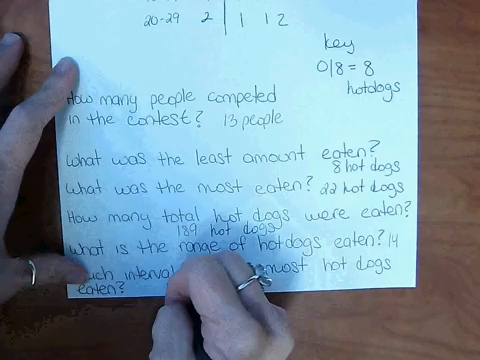 20-29 2 | 1 1 2
key
0|8 = 8
hotdogs
How many people competed
in the contest? 13 people
What was the least amount eaten?
8 hot dogs
What was the most eaten? 22 hot dogs
How many total hot dogs were eaten?
189 hot dogs
What is the range of hotdogs eaten? 14
interval most hot dogs
eaten?